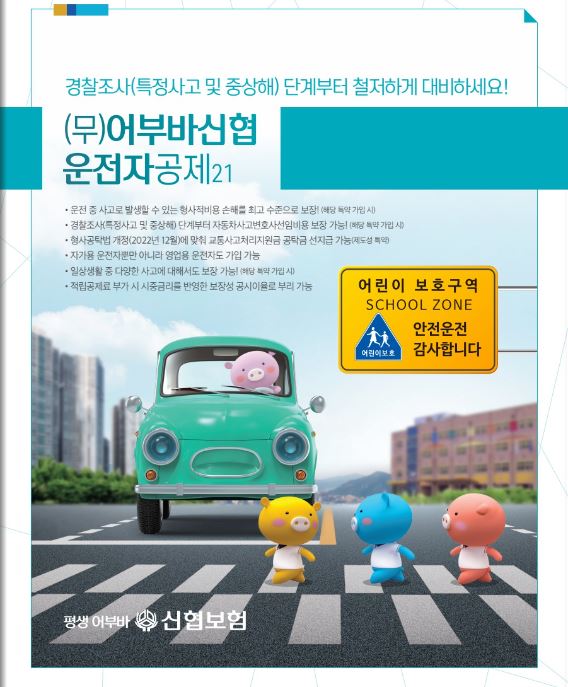 경찰조사(특정사고 및 중상해) 단계부터 철저하게 대비하세요!
(무)어부바신협
운전자공제21
• 운전 중 사고로 발생할 수 있는 형사적비용 손해를 최고 수준으로 보장! (해당 특약 가입 시)
• 경찰조사(특정사고 및 중상해) 단계부터 자동차사고변호사선임비용 보장 가능! (해당 특약 가입 시)
• 형사공탁법 개정(2022년 12월)에 맞춰 교통사고처리지원금 공탁금 선지급 가능(제도성 특약)
• 자가용 운전자뿐만 아니라 영업용 운전자도 가입 가능
• 일상생활 중 다양한 사고에 대해서도 보장 가능! (해당 특약 가입 시)
• 적립공제료 부가 시 시중금리를 반영한 보장성 공시이율로 부리 가능
어린이 보호구역
SCHOOL ZONE
안전운전
감사합니다
어린이보호
평생 어부바 신협보험